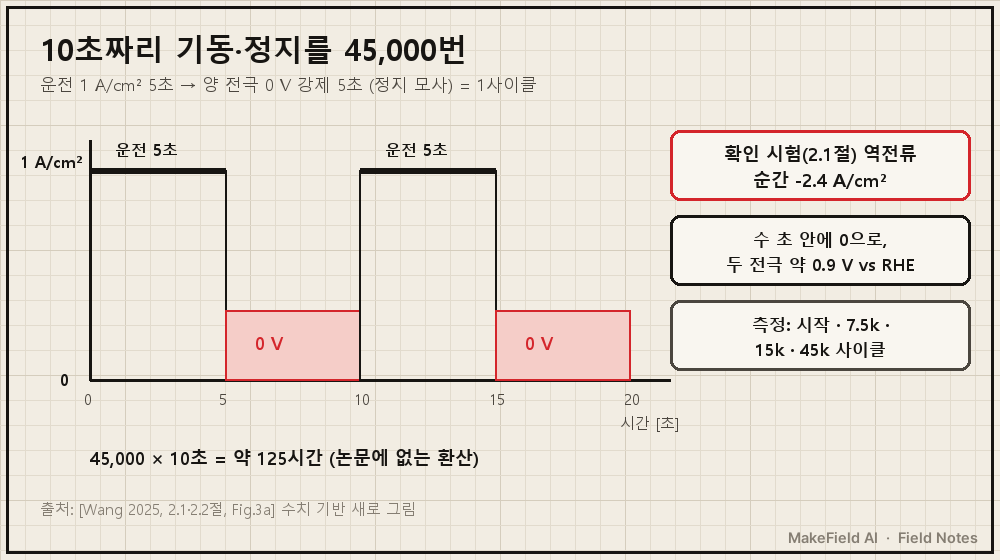 10초짜리 기동·정지를 45,000번
운전 1 A/cm² 5초 → 양 전극 0 V 강제 5초 (정지 모사) = 1사이클
1 A/cm²
운전 5초
운전 5초
0 V
0 V
0
0
5
10
15
20
시간 [초]
확인 시험(2.1절) 역전류
순간 -2.4 A/cm²
수 초 안에 0으로,
두 전극 약 0.9 V vs RHE
측정: 시작 · 7.5k ·
15k · 45k 사이클
45,000 × 10초 = 약 125시간 (논문에 없는 환산)
출처: [Wang 2025, 2.1·2.2절, Fig.3a] 수치 기반 새로 그림
MakeField AI · Field Notes